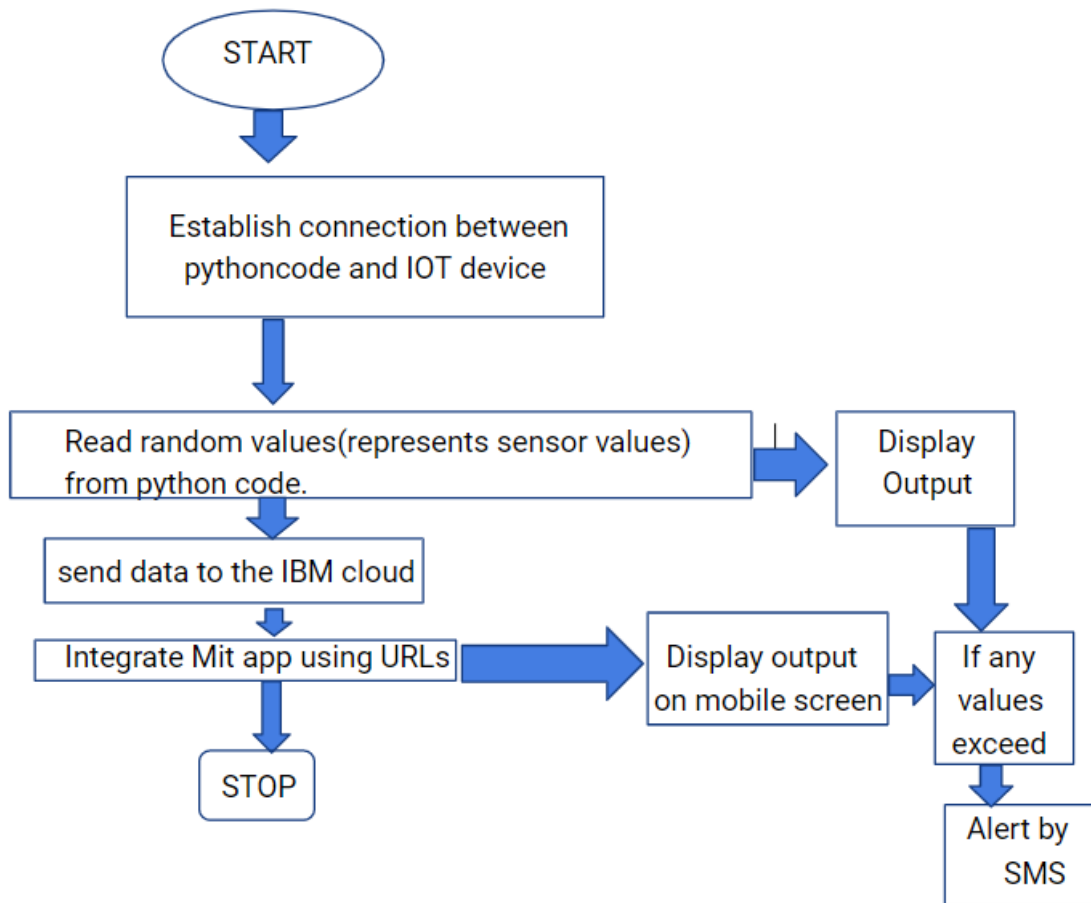 START
Establish connection between
pythoncode and IOT device
Read random values(represents sensor values)
from python code.
Display
Output
send data to the IBM cloud
Integrate Mit app using URLs
Display output
on mobile screen
If any
values
exceed
STOP
Alert by
SMS